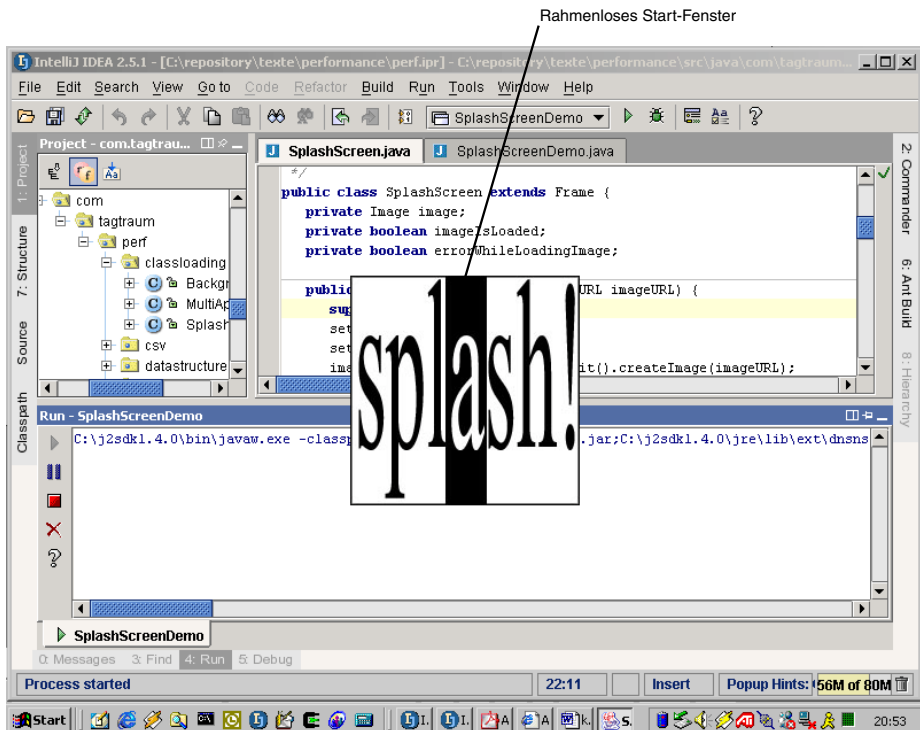 Rahmenloses Start-Fenster
IntelliJ IDEA 2.5.1 - [C:\repository\texte\performance\perf.ipr] - C:\repository\texte\performance\src\java\com\tagtraum...
File Edit Search View Go to Code Refactor Build Run Tools Window Help
SplashScreenDemo
Project - com.tagtrau...
SplashScreen.java SplashScreenDemo.java
1: Project
7: Structure
Source
Classpath
com
tagtraum
perf
classloading
Backgr
MultiAp
Splash
csv
datastructure
*/
public class SplashScreen extends Frame {
private Image image;
private boolean imageIsLoaded;
private boolean errorWhileLoadingImage;
publi URL imageURL) {
sup
set
set
ima it().createImage(imageURL);
splash!
2: Commander
6: Ant Build
8: Hierarchy
Run - SplashScreenDemo
C:\j2sdk1.4.0\bin\javaw.exe -classp .jar;C:\j2sdk1.4.0\jre\lib\ext\dnsns
SplashScreenDemo
0: Messages 3: Find 4: Run 5: Debug
Process started 22:11 Insert Popup Hints: 56M of 80M
Start I. I. A A k. S. 20:53